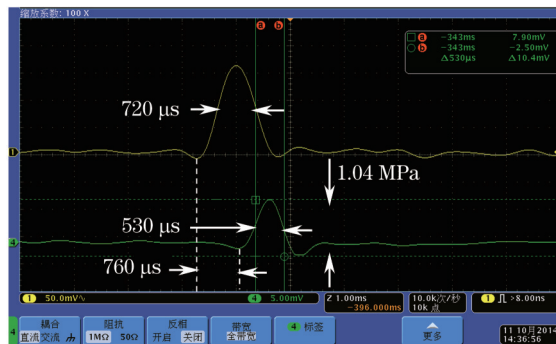 缩放系数: 100 X
a -343ms 7.90mV
b -343ms -2.50mV
Δ530μs Δ10.4mV
a b
720 μs
1
1.04 MPa
530 μs
4
760 μs
1 50.0mV∿ 4 5.00mV Z 1.00ms 10.0k次/秒 1 >8.00ns
-396.000ms 10k 点
4 耦合 阻抗 反相 带宽 4 标签
直流 交流 1MΩ 50Ω 开启 关闭 全带宽 更多
11 10月 2014
14:36:56